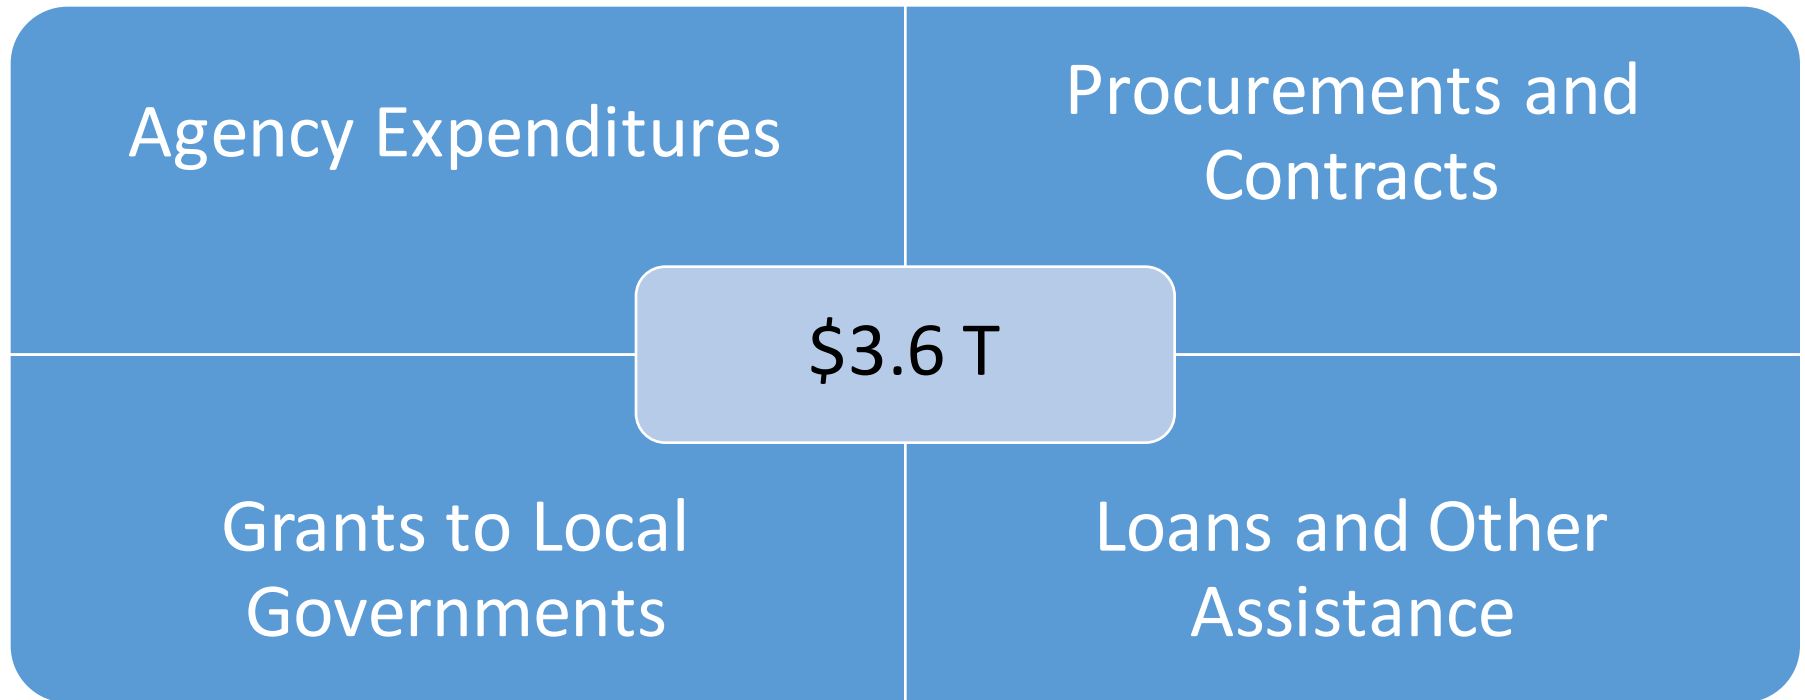 Agency Expenditures
Procurements and
Contracts
$3.6 T
Grants to Local
Governments
Loans and Other
Assistance